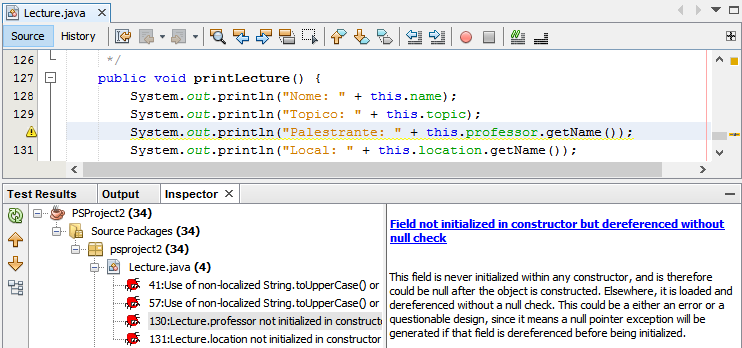 Lecture.java
Source History
126 */
127 public void printLecture() {
128 System.out.println("Nome: " + this.name);
129 System.out.println("Topico: " + this.topic);
System.out.println("Palestrante: " + this.professor.getName());
131 System.out.println("Local: " + this.location.getName());
Test Results Output Inspector
PSProject2 (34)
Source Packages (34)
psproject2 (34)
Lecture.java (4)
41:Use of non-localized String.toUpperCase() or
57:Use of non-localized String.toUpperCase() or
130:Lecture.professor not initialized in constructo
131:Lecture.location not initialized in constructor
Field not initialized in constructor but dereferenced without
null check
This field is never initialized within any constructor, and is therefore
could be null after the object is constructed. Elsewhere, it is loaded and
dereferenced without a null check. This could be a either an error or a
questionable design, since it means a null pointer exception will be
generated if that field is dereferenced before being initialized.